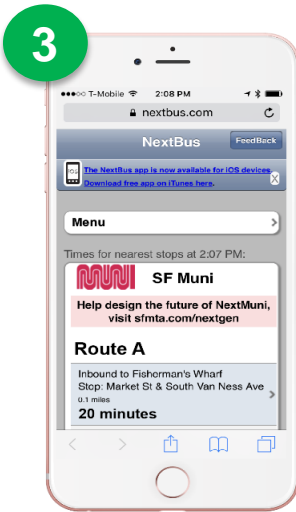 3
T-Mobile 2:08 PM
nextbus.com
NextBus
FeedBack
iOS
The NextBus app is now available for iOS devices.
Download free app on iTunes here.
X
Menu
Times for nearest stops at 2:07 PM:
muni
SF Muni
Help design the future of NextMuni,
visit sfmta.com/nextgen
Route A
Inbound to Fisherman's Wharf
Stop: Market St & South Van Ness Ave
0.1 miles
20 minutes